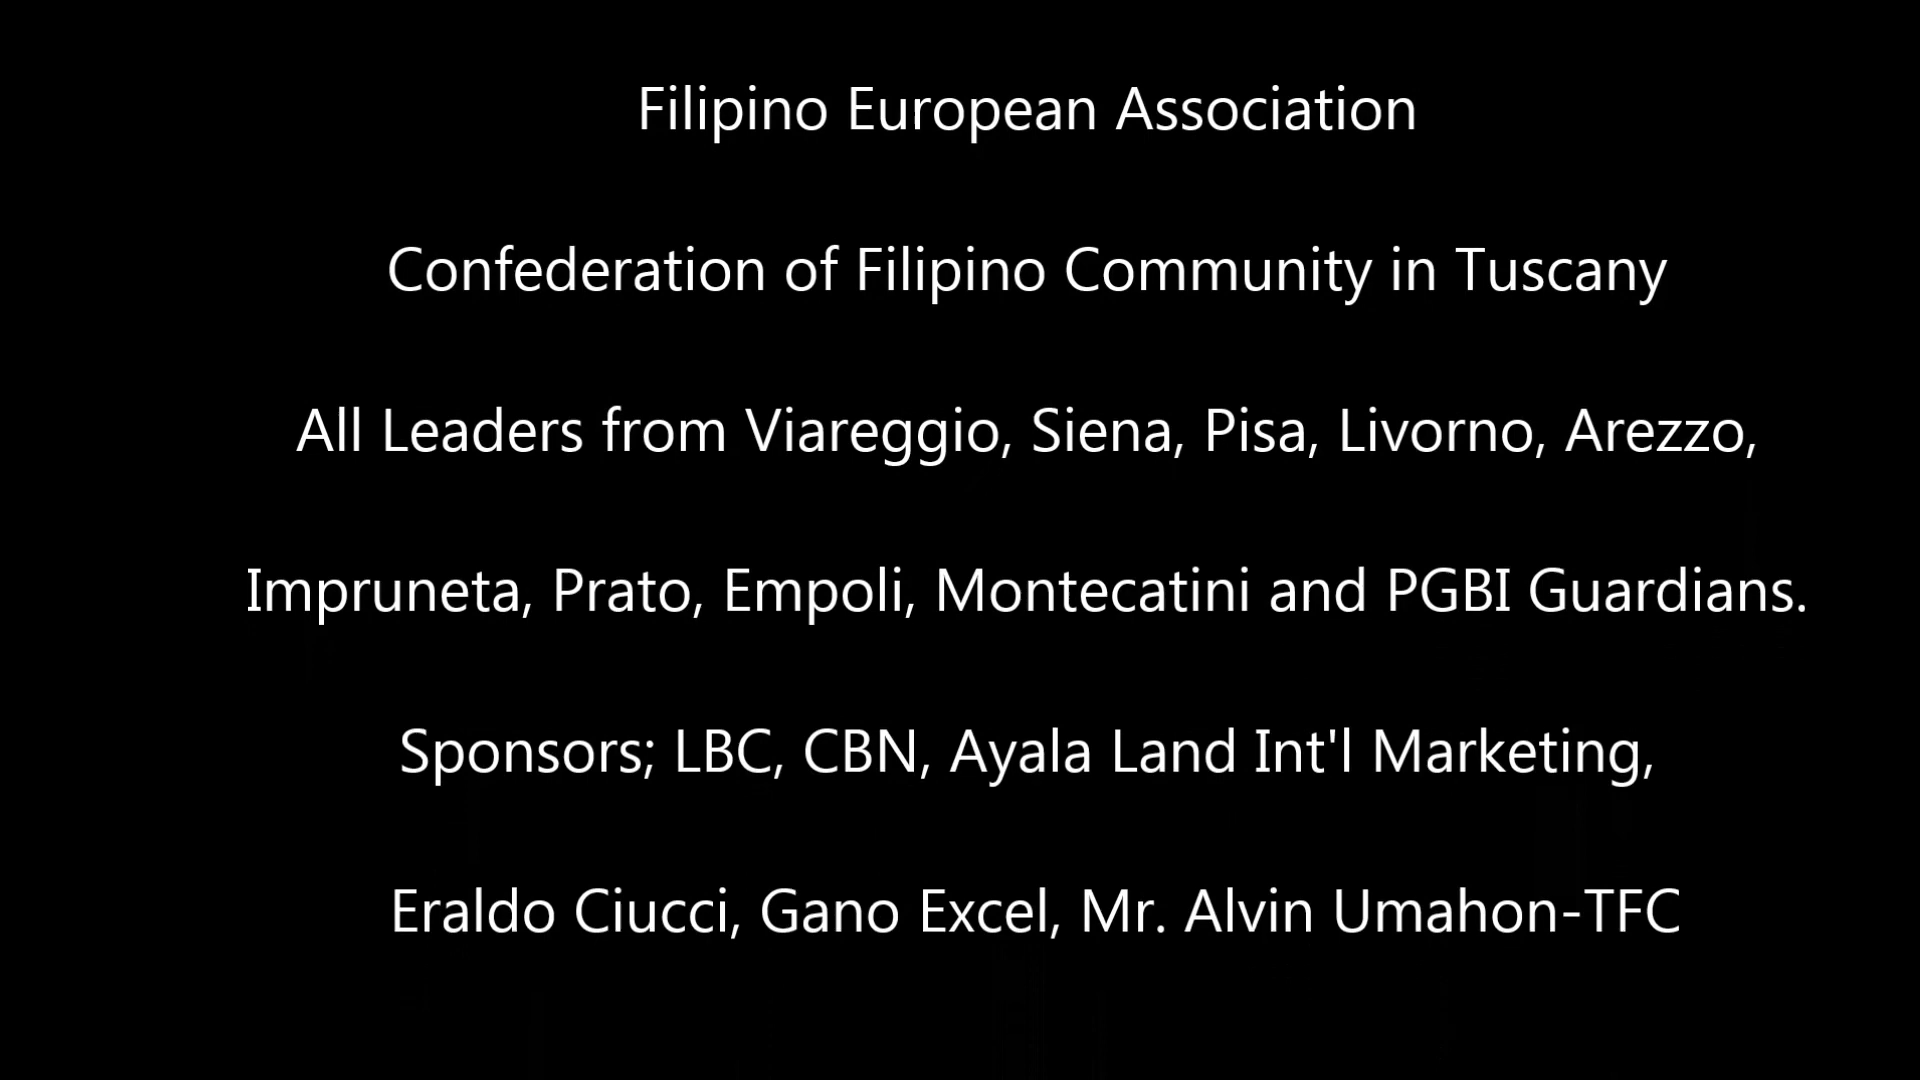 Filipino European Association
Confederation of Filipino Community in Tuscany
All Leaders from Viareggio, Siena, Pisa, Livorno, Arezzo,
Impruneta, Prato, Empoli, Montecatini and PGBI Guardians.
Sponsors; LBC, CBN, Ayala Land Int'l Marketing,
Eraldo Ciucci, Gano Excel, Mr. Alvin Umahon-TFC